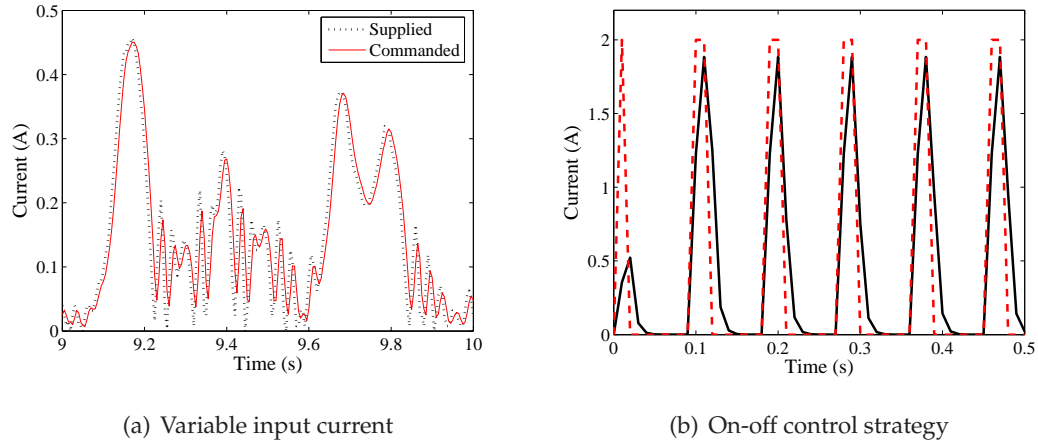 0.5
0.4
0.3
0.2
0.1
0
Current (A)
9
9.2
9.4
9.6
9.8
10
Time (s)
Supplied
Commanded
(a) Variable input current
2
1.5
1
0.5
0
Current (A)
0
0.1
0.2
0.3
0.4
0.5
Time (s)
(b) On-off control strategy